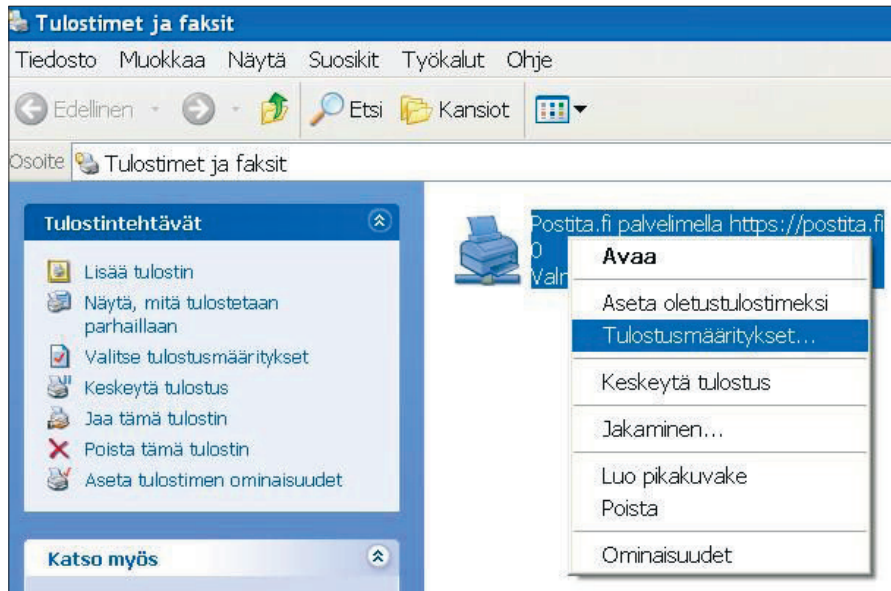 Tulostimet ja faksit
Tiedosto Muokkaa Näytä Suosikit Työkalut Ohje
Edellinen Etsi Kansiot
Osoite Tulostimet ja faksit
Tulostintehtävät
Lisää tulostin
Näytä, mitä tulostetaan
parhaillaan
Valitse tulostusmääritykset
Keskeytä tulostus
Jaa tämä tulostin
Poista tämä tulostin
Aseta tulostimen ominaisuudet
Katso myös
Postita.fi palvelimella https://postita.fi
0
Avaa
Aseta oletustulostimeksi
Tulostusmääritykset...
Keskeytä tulostus
Jakaminen...
Luo pikakuvake
Poista
Ominaisuudet